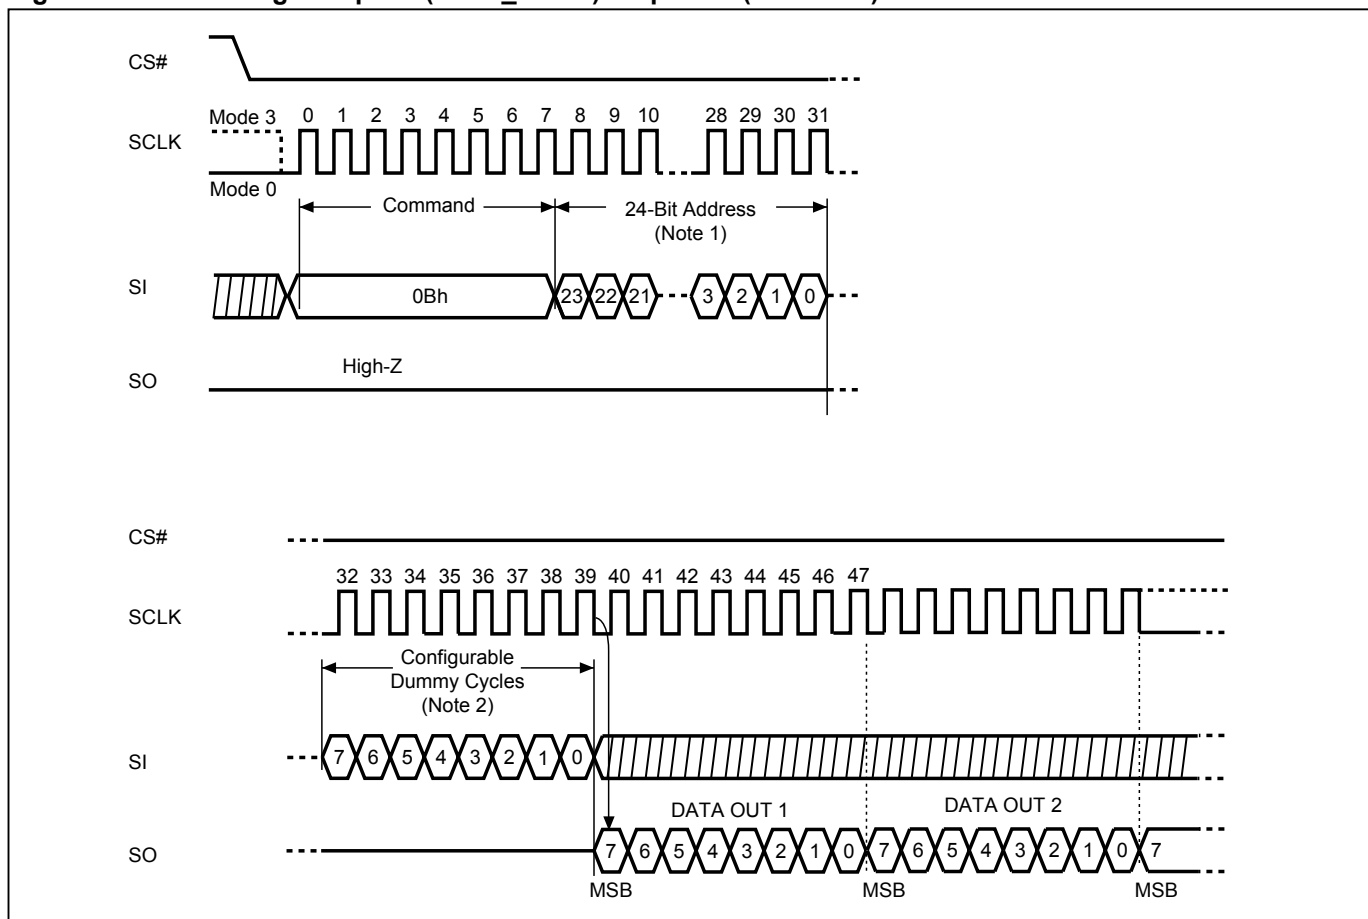 CS#
Mode 3 0 1 2 3 4 5 6 7 8 9 10 28 29 30 31
SCLK
Mode 0
Command 24-Bit Address
(Note 1)
SI 0Bh 23 22 21 3 2 1 0
High-Z
SO
CS#
32 33 34 35 36 37 38 39 40 41 42 43 44 45 46 47
SCLK
Configurable
Dummy Cycles
(Note 2)
SI 7 6 5 4 3 2 1 0
DATA OUT 1 DATA OUT 2
SO 7 6 5 4 3 2 1 0 7 6 5 4 3 2 1 0 7
MSB MSB MSB